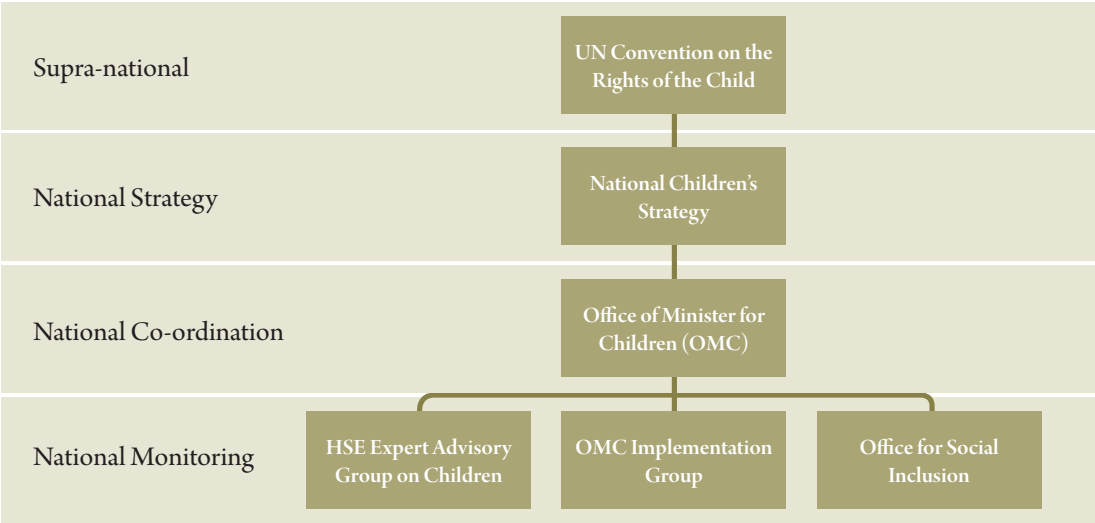 Supra-national
UN Convention on the
Rights of the Child
National Strategy
National Children’s
Strategy
National Co-ordination
Office of Minister for
Children (OMC)
National Monitoring
HSE Expert Advisory
Group on Children
OMC Implementation
Group
Office for Social
Inclusion